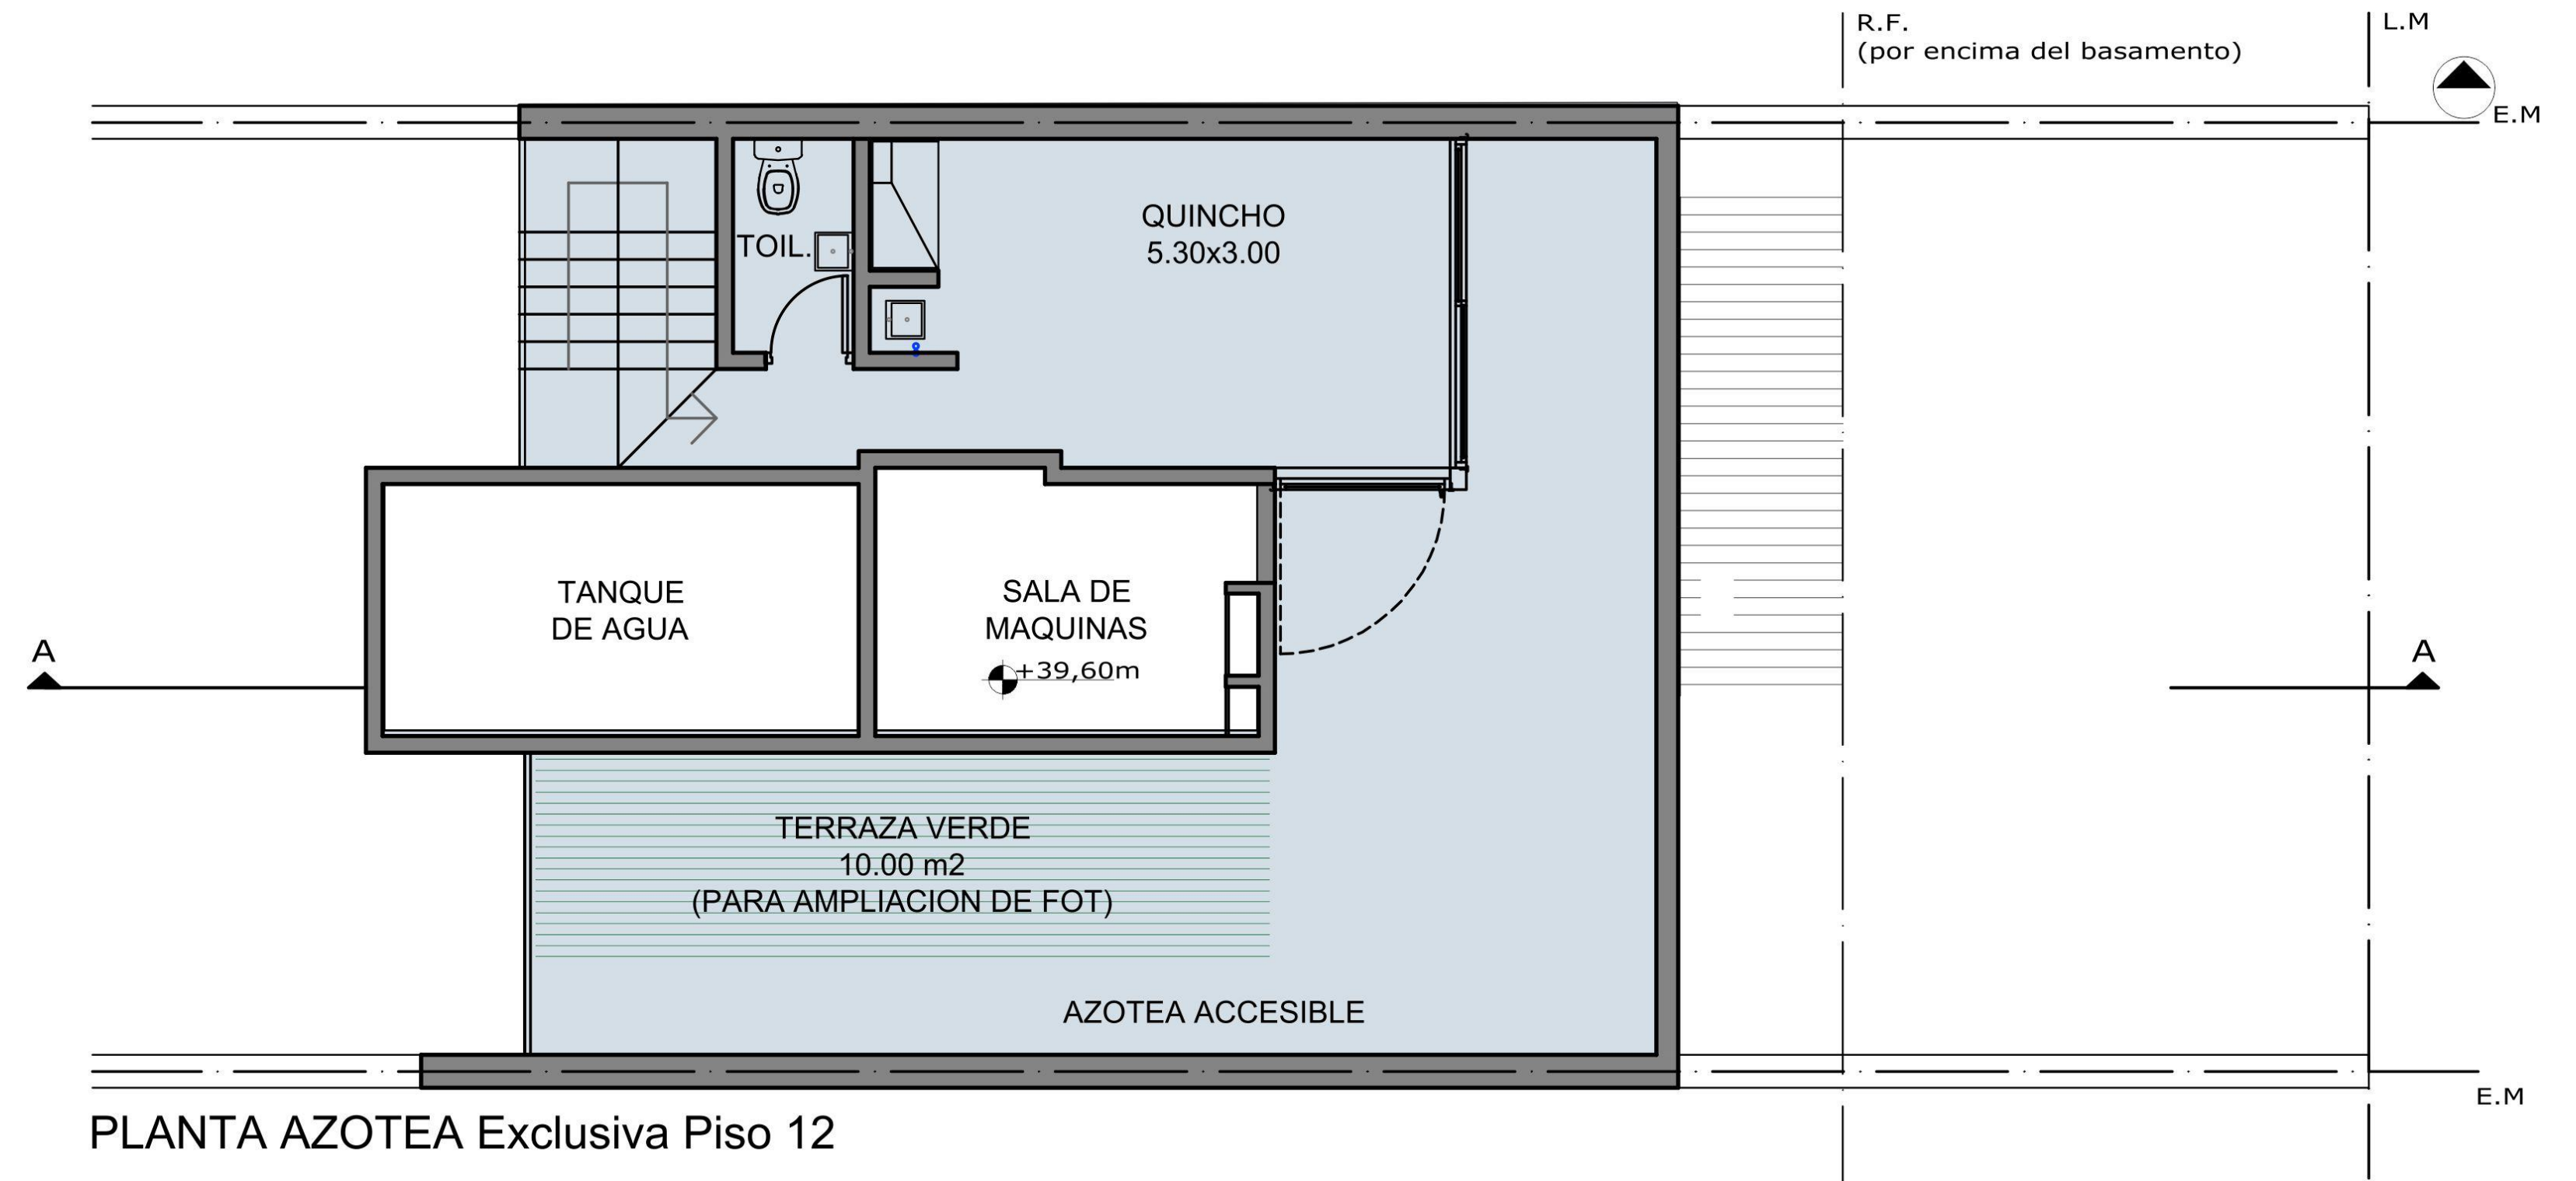 R.F.
(por encima del basamento)
L.M
E.M
QUINCHO
5.30x3.00
TOIL.
TANQUE
DE AGUA
SALA DE
MAQUINAS
+39,60m
A
A
TERRAZA VERDE
10.00 m2
(PARA AMPLIACION DE FOT)
AZOTEA ACCESIBLE
E.M
PLANTA AZOTEA Exclusiva Piso 12